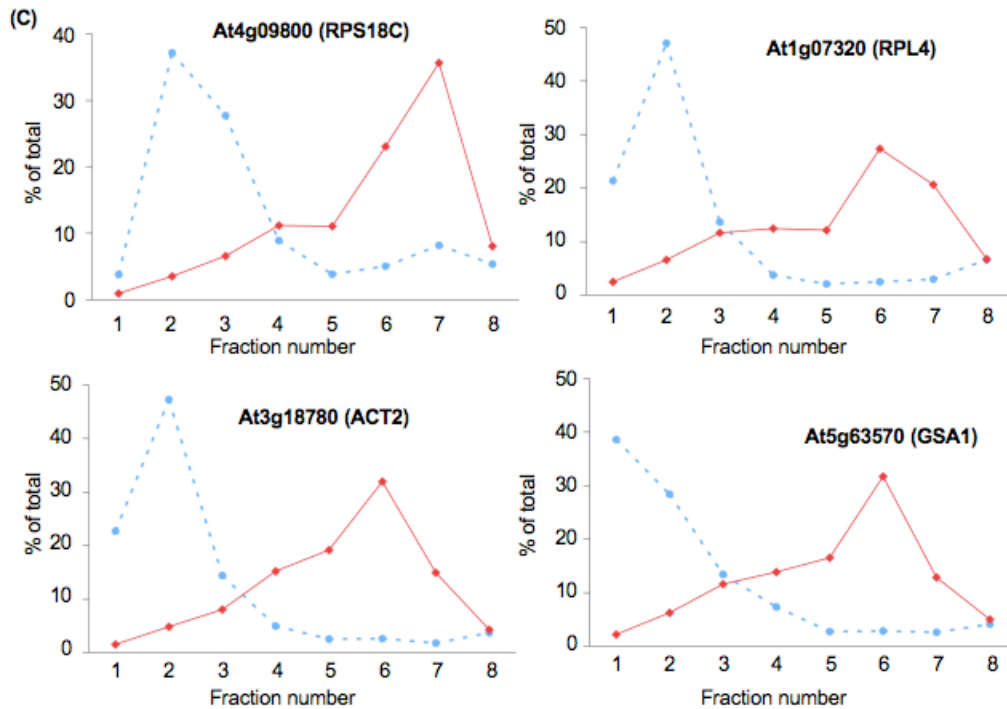 (C)
At4g09800 (RPS18C)
% of total
40
30
20
10
0
1 2 3 4 5 6 7 8
Fraction number
At1g07320 (RPL4)
% of total
50
40
30
20
10
0
1 2 3 4 5 6 7 8
Fraction number
At3g18780 (ACT2)
% of total
50
40
30
20
10
0
1 2 3 4 5 6 7 8
Fraction number
At5g63570 (GSA1)
% of total
50
40
30
20
10
0
1 2 3 4 5 6 7 8
Fraction number